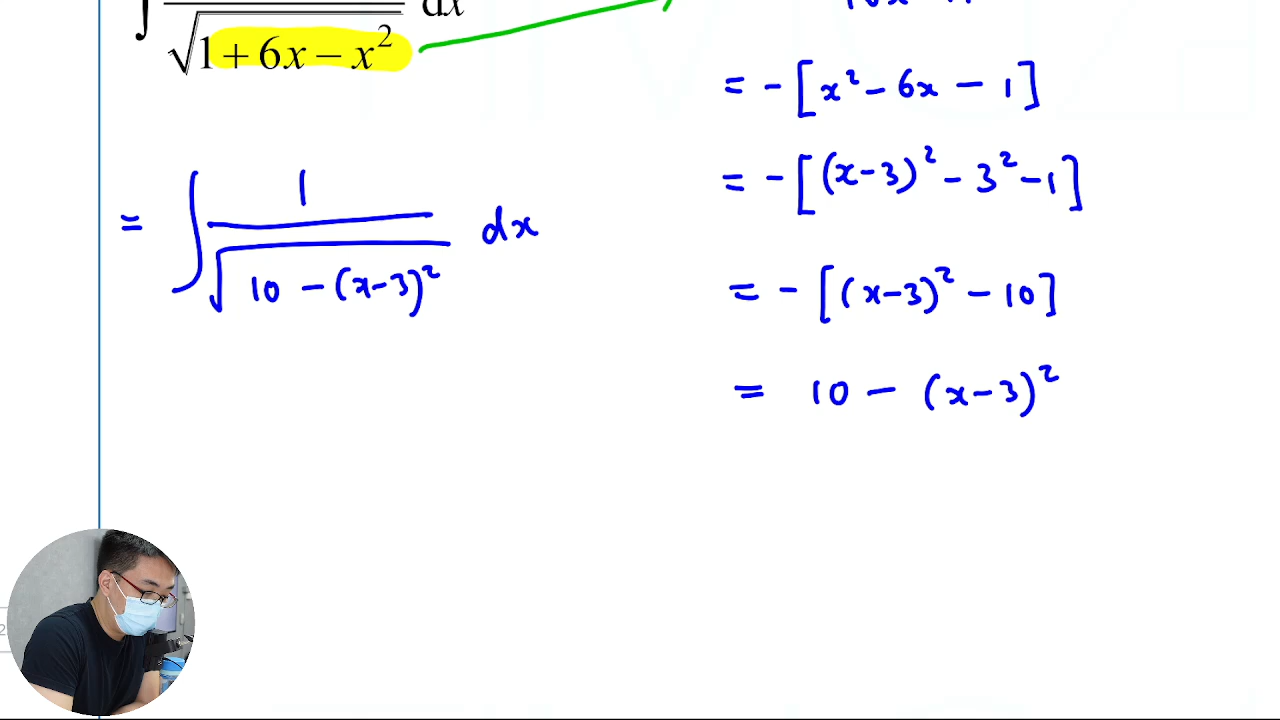 ∫ dx
√(1 + 6x − x²)
= −[x² − 6x − 1]
= −[(x−3)² − 3² − 1]
= ∫ 1/√(10 − (x−3)²) dx
= −[(x−3)² − 10]
= 10 − (x−3)²
2